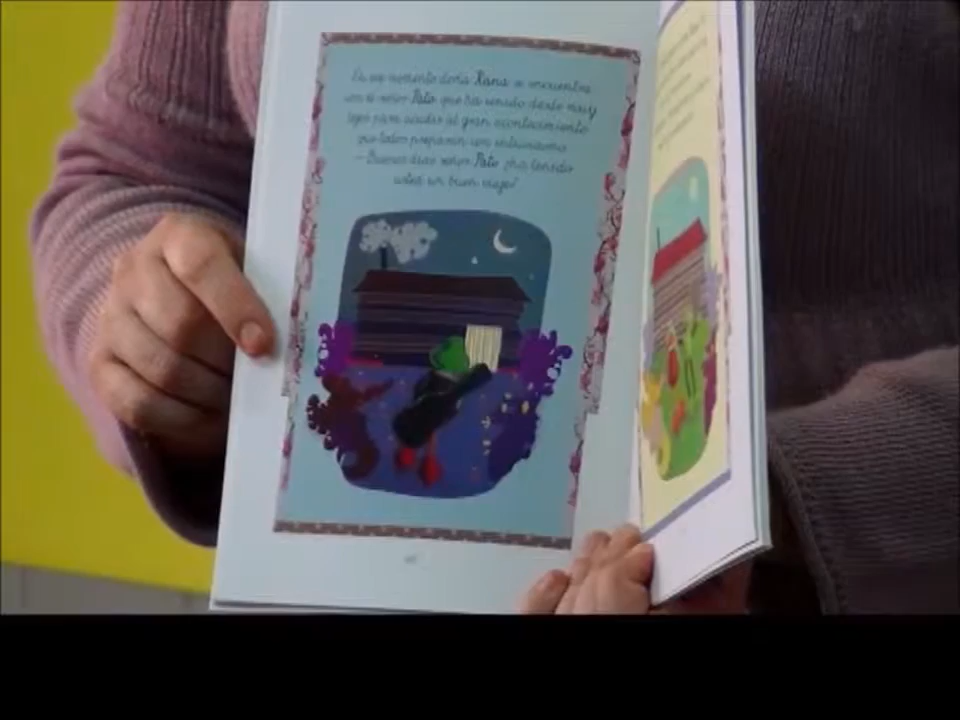 En ese momento doña Rana se encuentra
con el señor Pato que ha venido desde muy
lejos para acudir al gran acontecimiento
que todos preparan con entusiasmo.
—Buenos días señor Pato ¿ha tenido
usted un buen viaje?